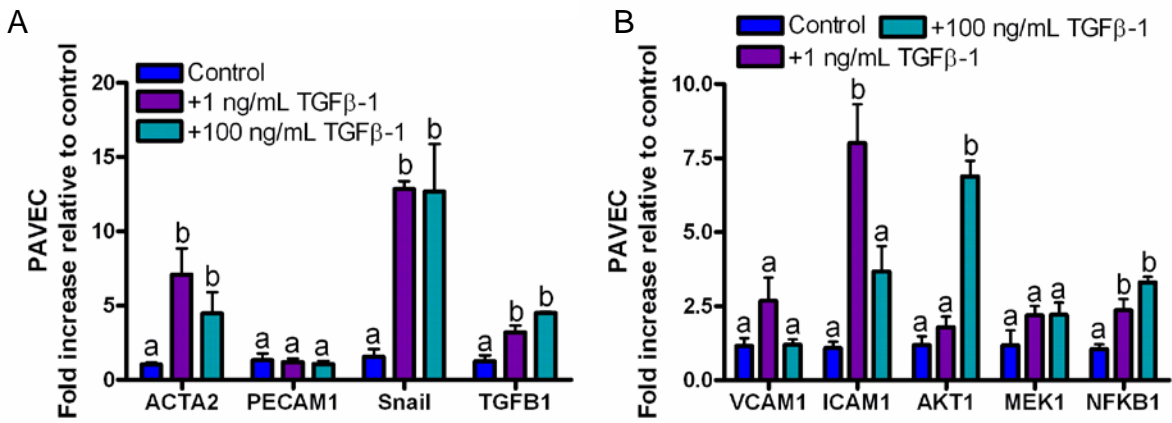 A
PAVEC
Fold increase relative to control
Control
+1 ng/mL TGFβ-1
+100 ng/mL TGFβ-1
20
15
10
5
0
a b b a a a a b b a b b
ACTA2 PECAM1 Snail TGFB1
B
PAVEC
Fold increase relative to control
Control +100 ng/mL TGFβ-1
+1 ng/mL TGFβ-1
10.0
7.5
5.0
2.5
0.0
a a a a b a a a b a a a a b b
VCAM1 ICAM1 AKT1 MEK1 NFKB1